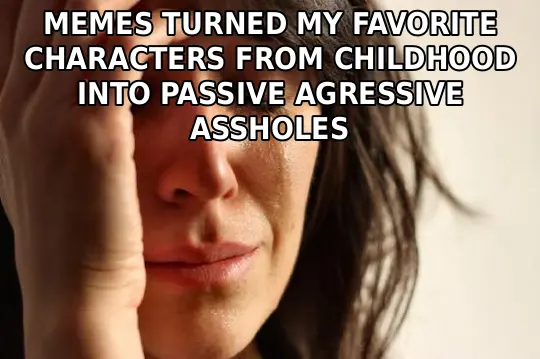 MEMES TURNED MY FAVORITE
CHARACTERS FROM CHILDHOOD
INTO PASSIVE AGRESSIVE
ASSHOLES